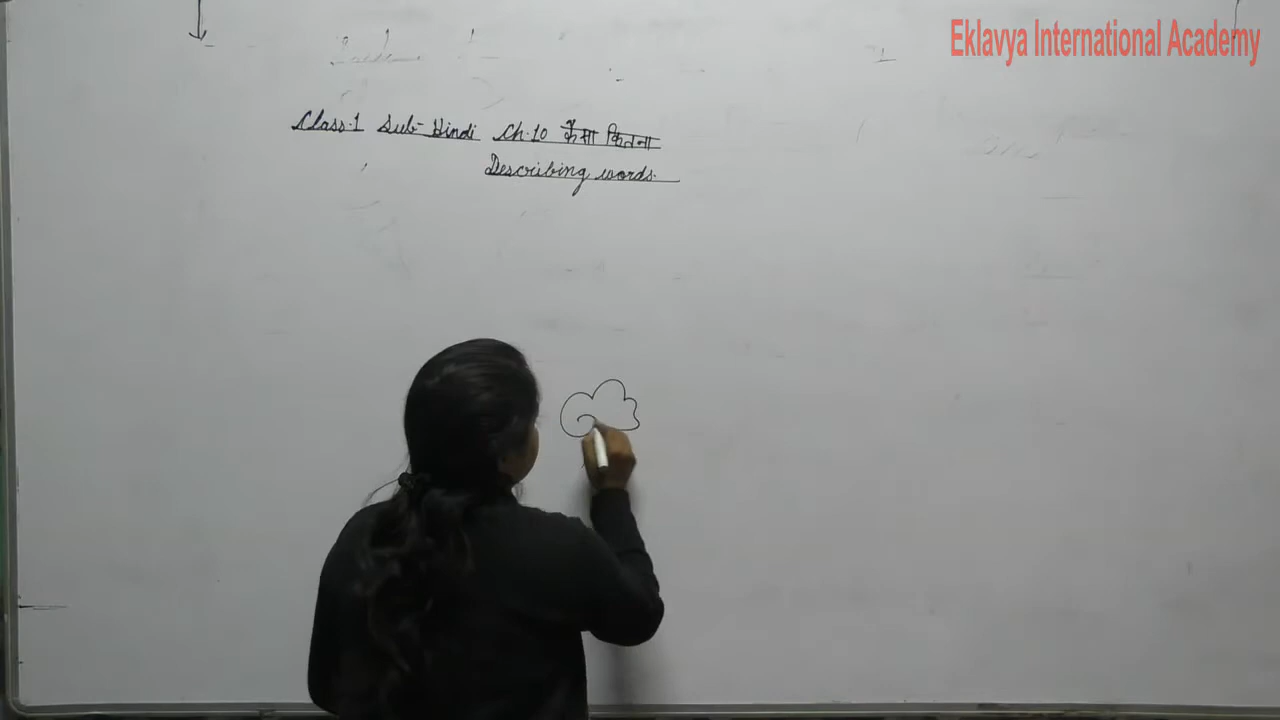 Eklavya International Academy
Class-1 Sub- Hindi Ch-10 कैसा कितना
Describing words.